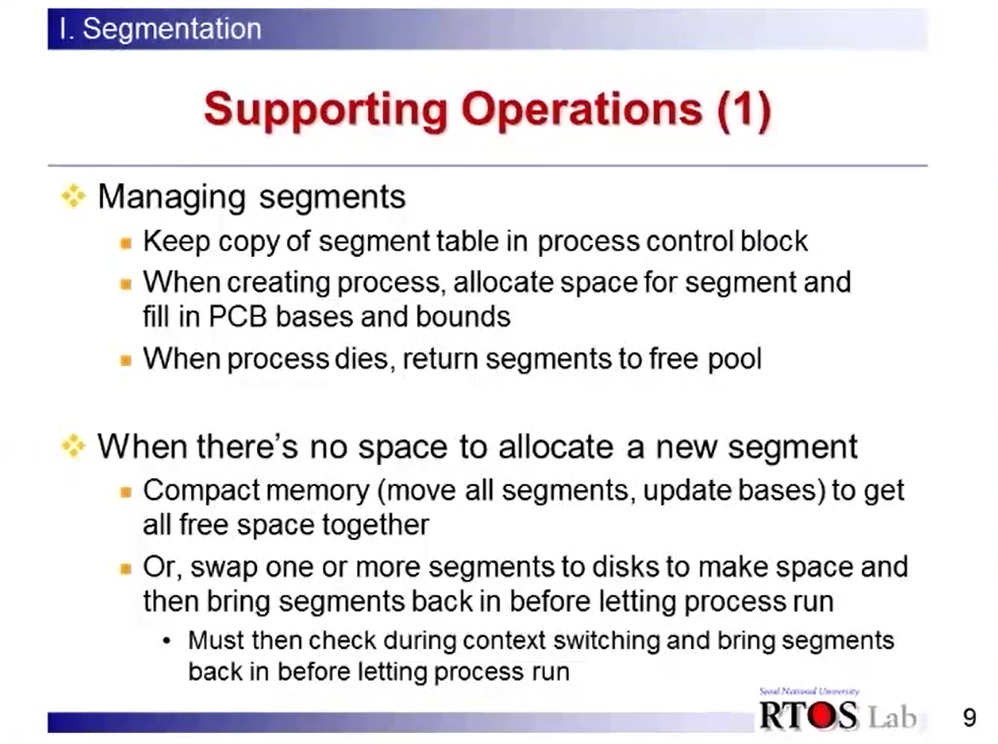 I. Segmentation
Supporting Operations (1)
Managing segments
Keep copy of segment table in process control block
When creating process, allocate space for segment and
fill in PCB bases and bounds
When process dies, return segments to free pool
When there's no space to allocate a new segment
Compact memory (move all segments, update bases) to get
all free space together
Or, swap one or more segments to disks to make space and
then bring segments back in before letting process run
• Must then check during context switching and bring segments
back in before letting process run
Seoul National University
RTOS Lab
9